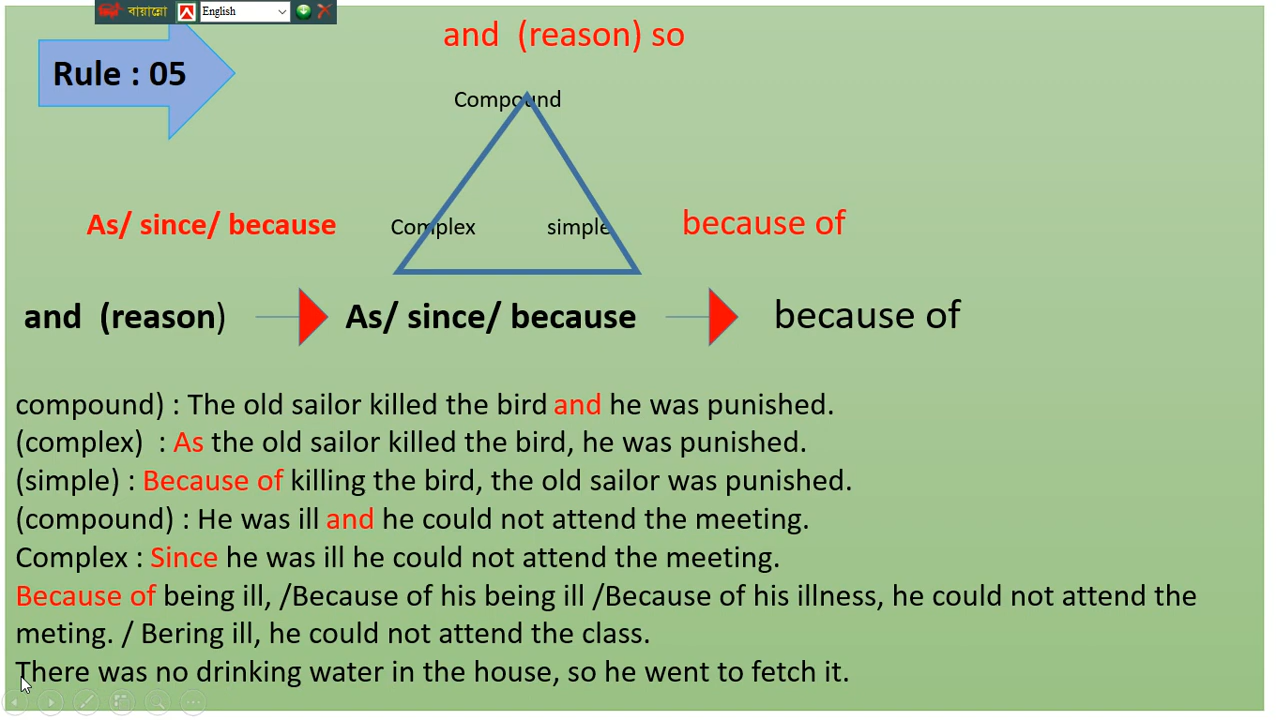 বায়ান্নো English
and (reason) so
Rule : 05
Compound
As/ since/ because Complex simple because of
and (reason) As/ since/ because because of
compound) : The old sailor killed the bird and he was punished.
(complex) : As the old sailor killed the bird, he was punished.
(simple) : Because of killing the bird, the old sailor was punished.
(compound) : He was ill and he could not attend the meeting.
Complex : Since he was ill he could not attend the meeting.
Because of being ill, /Because of his being ill /Because of his illness, he could not attend the
meting. / Bering ill, he could not attend the class.
There was no drinking water in the house, so he went to fetch it.